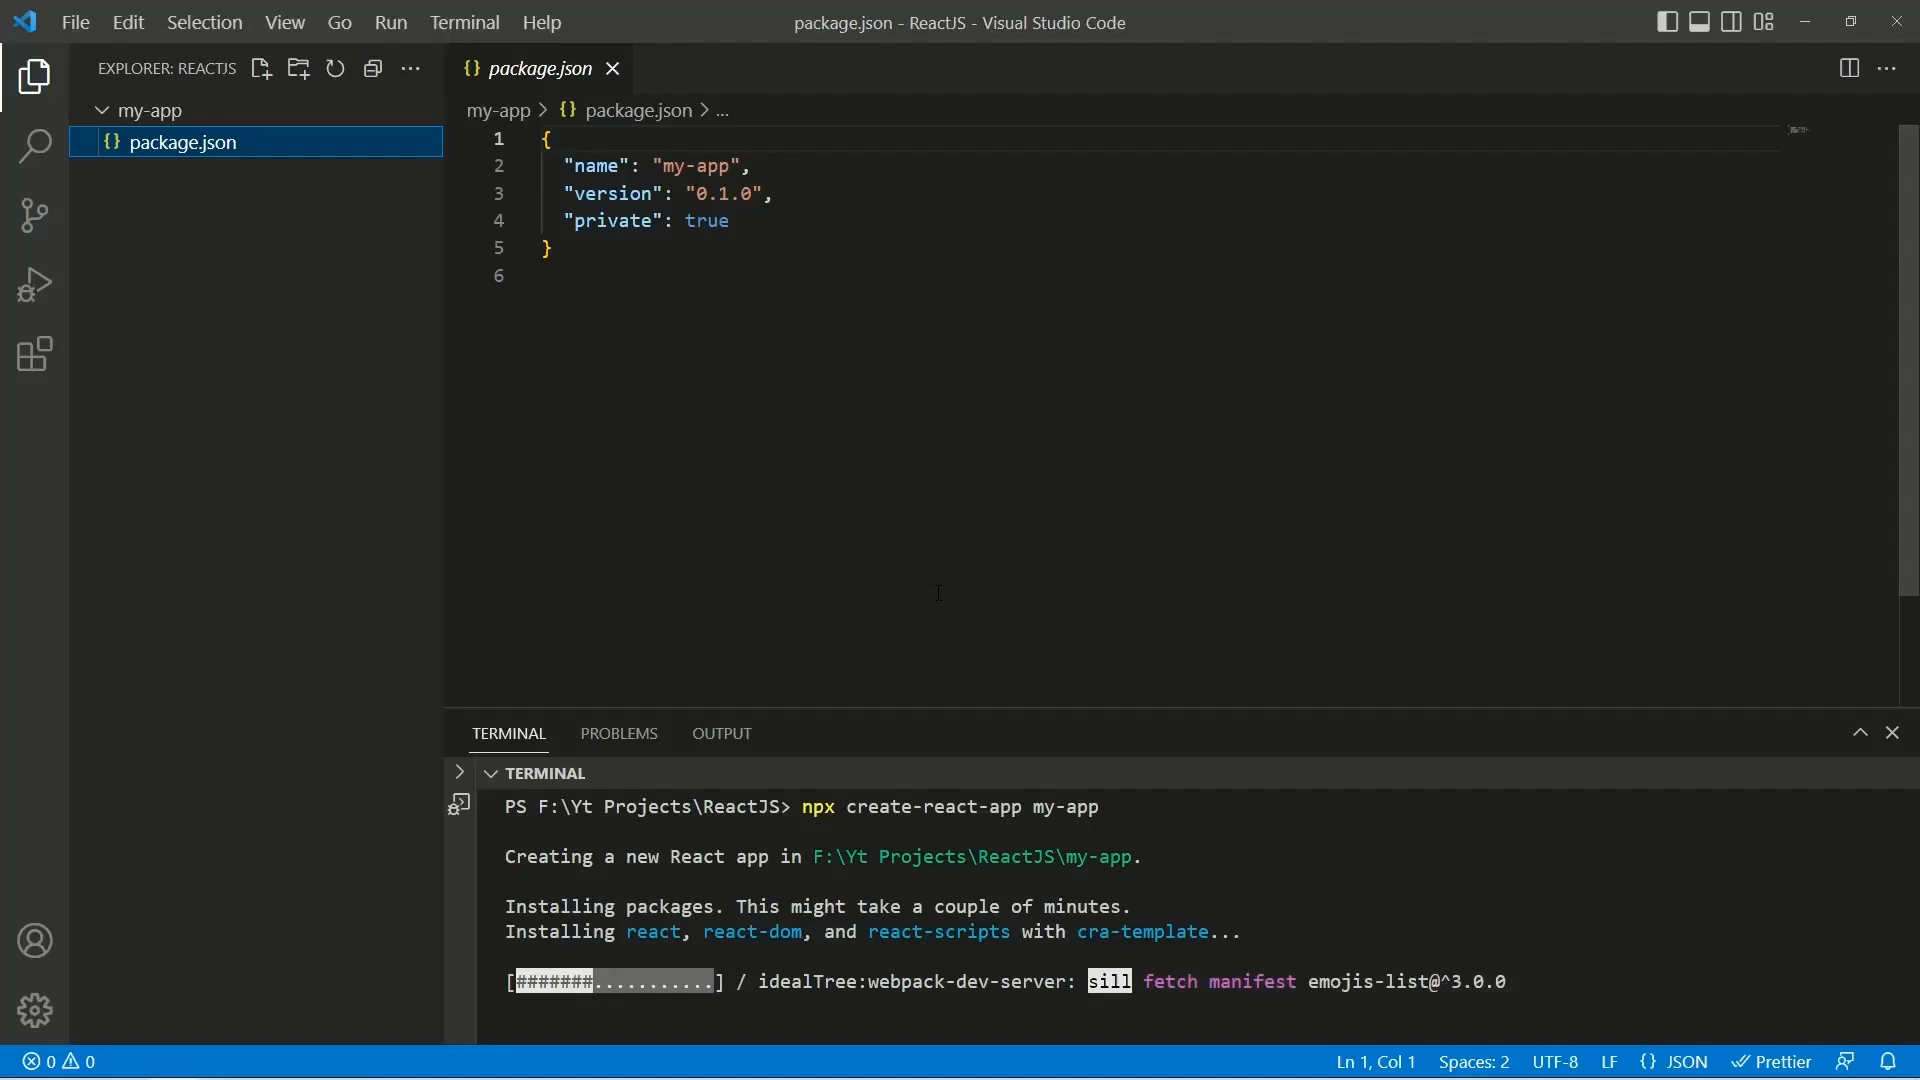 File Edit Selection View Go Run Terminal Help
package.json - ReactJS - Visual Studio Code
EXPLORER: REACTJS
my-app
{} package.json
{} package.json
my-app > {} package.json > ...
1 {
2 "name": "my-app",
3 "version": "0.1.0",
4 "private": true
5 }
6
TERMINAL PROBLEMS OUTPUT
TERMINAL
PS F:\Yt Projects\ReactJS> npx create-react-app my-app
Creating a new React app in F:\Yt Projects\ReactJS\my-app.
Installing packages. This might take a couple of minutes.
Installing react, react-dom, and react-scripts with cra-template...
[#######...........] / idealTree:webpack-dev-server: sill fetch manifest emojis-list@^3.0.0
0 0 Ln 1, Col 1 Spaces: 2 UTF-8 LF {} JSON Prettier